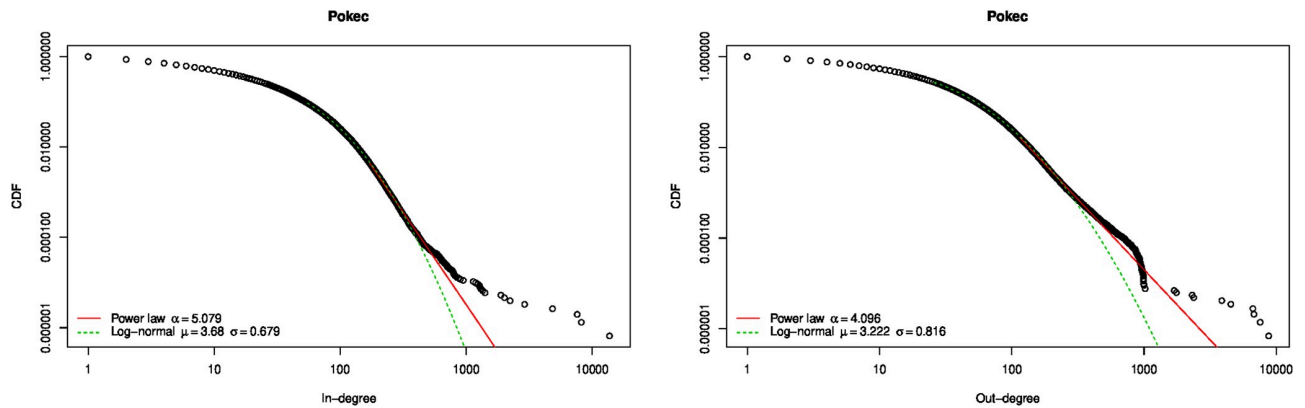 Pokec
CDF
1.000000
0.010000
0.000100
0.000001
Power law α = 5.079
Log−normal μ = 3.68 σ = 0.679
1 10 100 1000 10000
In−degree
Pokec
CDF
1.000000
0.010000
0.000100
0.000001
Power law α = 4.096
Log−normal μ = 3.222 σ = 0.816
1 10 100 1000 10000
Out−degree